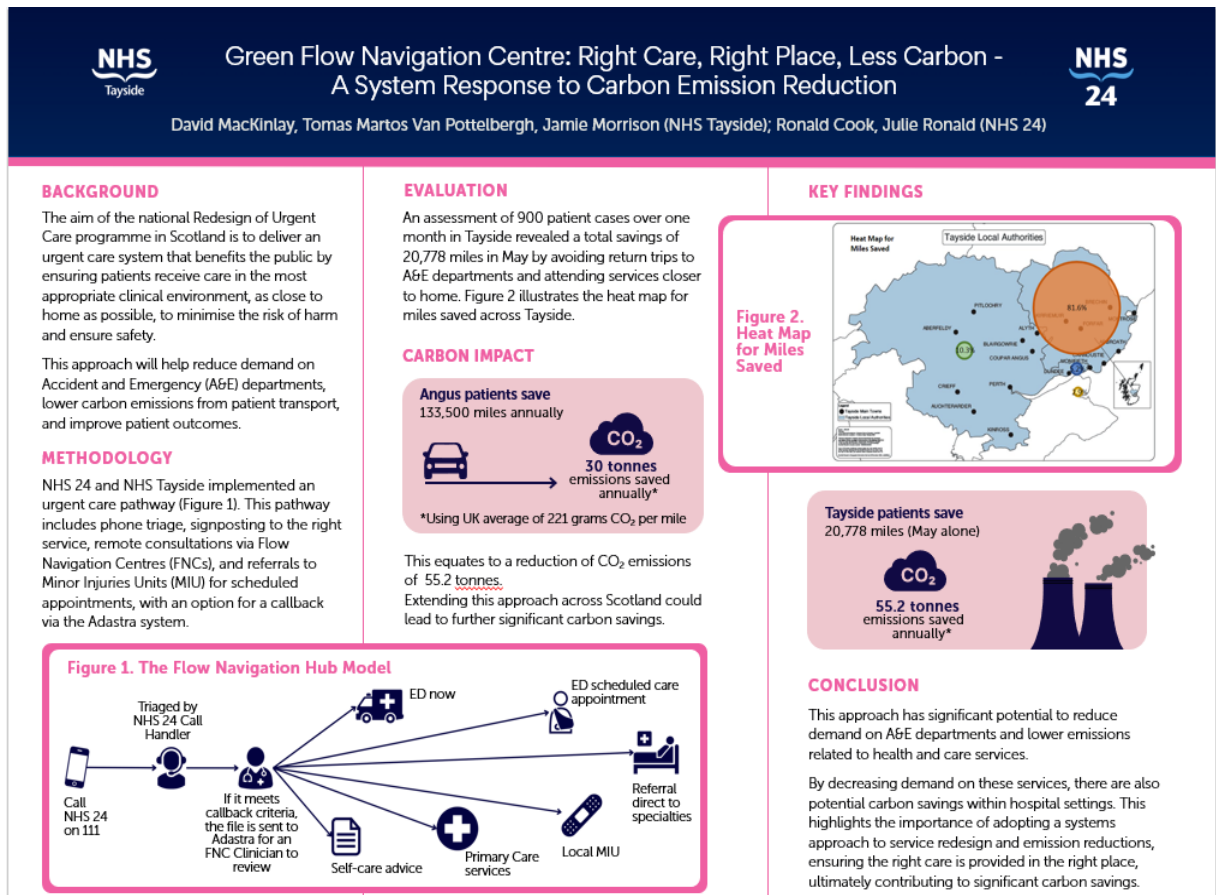 NHS
Tayside
Green Flow Navigation Centre: Right Care, Right Place, Less Carbon -
A System Response to Carbon Emission Reduction
NHS
24
David MacKinlay, Tomas Martos Van Pottelbergh, Jamie Morrison (NHS Tayside); Ronald Cook, Julie Ronald (NHS 24)
BACKGROUND
The aim of the national Redesign of Urgent
Care programme in Scotland is to deliver an
urgent care system that benefits the public by
ensuring patients receive care in the most
appropriate clinical environment, as close to
home as possible, to minimise the risk of harm
and ensure safety.
This approach will help reduce demand on
Accident and Emergency (A&E) departments,
lower carbon emissions from patient transport,
and improve patient outcomes.
METHODOLOGY
NHS 24 and NHS Tayside implemented an
urgent care pathway (Figure 1). This pathway
includes phone triage, signposting to the right
service, remote consultations via Flow
Navigation Centres (FNCs), and referrals to
Minor Injuries Units (MIU) for scheduled
appointments, with an option for a callback
via the Adastra system.
EVALUATION
An assessment of 900 patient cases over one
month in Tayside revealed a total savings of
20,778 miles in May by avoiding return trips to
A&E departments and attending services closer
to home. Figure 2 illustrates the heat map for
miles saved across Tayside.
CARBON IMPACT
Angus patients save
133,500 miles annually
CO₂
30 tonnes
emissions saved
annually*
*Using UK average of 221 grams CO₂ per mile
This equates to a reduction of CO₂ emissions
of 55.2 tonnes.
Extending this approach across Scotland could
lead to further significant carbon savings.
Figure 1. The Flow Navigation Hub Model
Call
NHS 24
on 111
Triaged by
NHS 24 Call
Handler
If it meets
callback criteria,
the file is sent to
Adastra for an
FNC Clinician to
review
ED now
ED scheduled care
appointment
Referral
direct to
specialties
Local MIU
Primary Care
services
Self-care advice
KEY FINDINGS
Figure 2.
Heat Map
for Miles
Saved
Heat Map for
Miles Saved
Tayside Local Authorities
PITLOCHRY
81.6%
ABERFELDY
ALYTH
10.3%
BLAIRGOWRIE
COUPAR ANGUS
DUNDEE
CRIEFF
PERTH
AUCHTERARDER
KINROSS
Tayside Main Towns
Tayside Local Authorities
Tayside patients save
20,778 miles (May alone)
CO₂
55.2 tonnes
emissions saved
annually*
CONCLUSION
This approach has significant potential to reduce
demand on A&E departments and lower emissions
related to health and care services.
By decreasing demand on these services, there are also
potential carbon savings within hospital settings. This
highlights the importance of adopting a systems
approach to service redesign and emission reductions,
ensuring the right care is provided in the right place,
ultimately contributing to significant carbon savings.